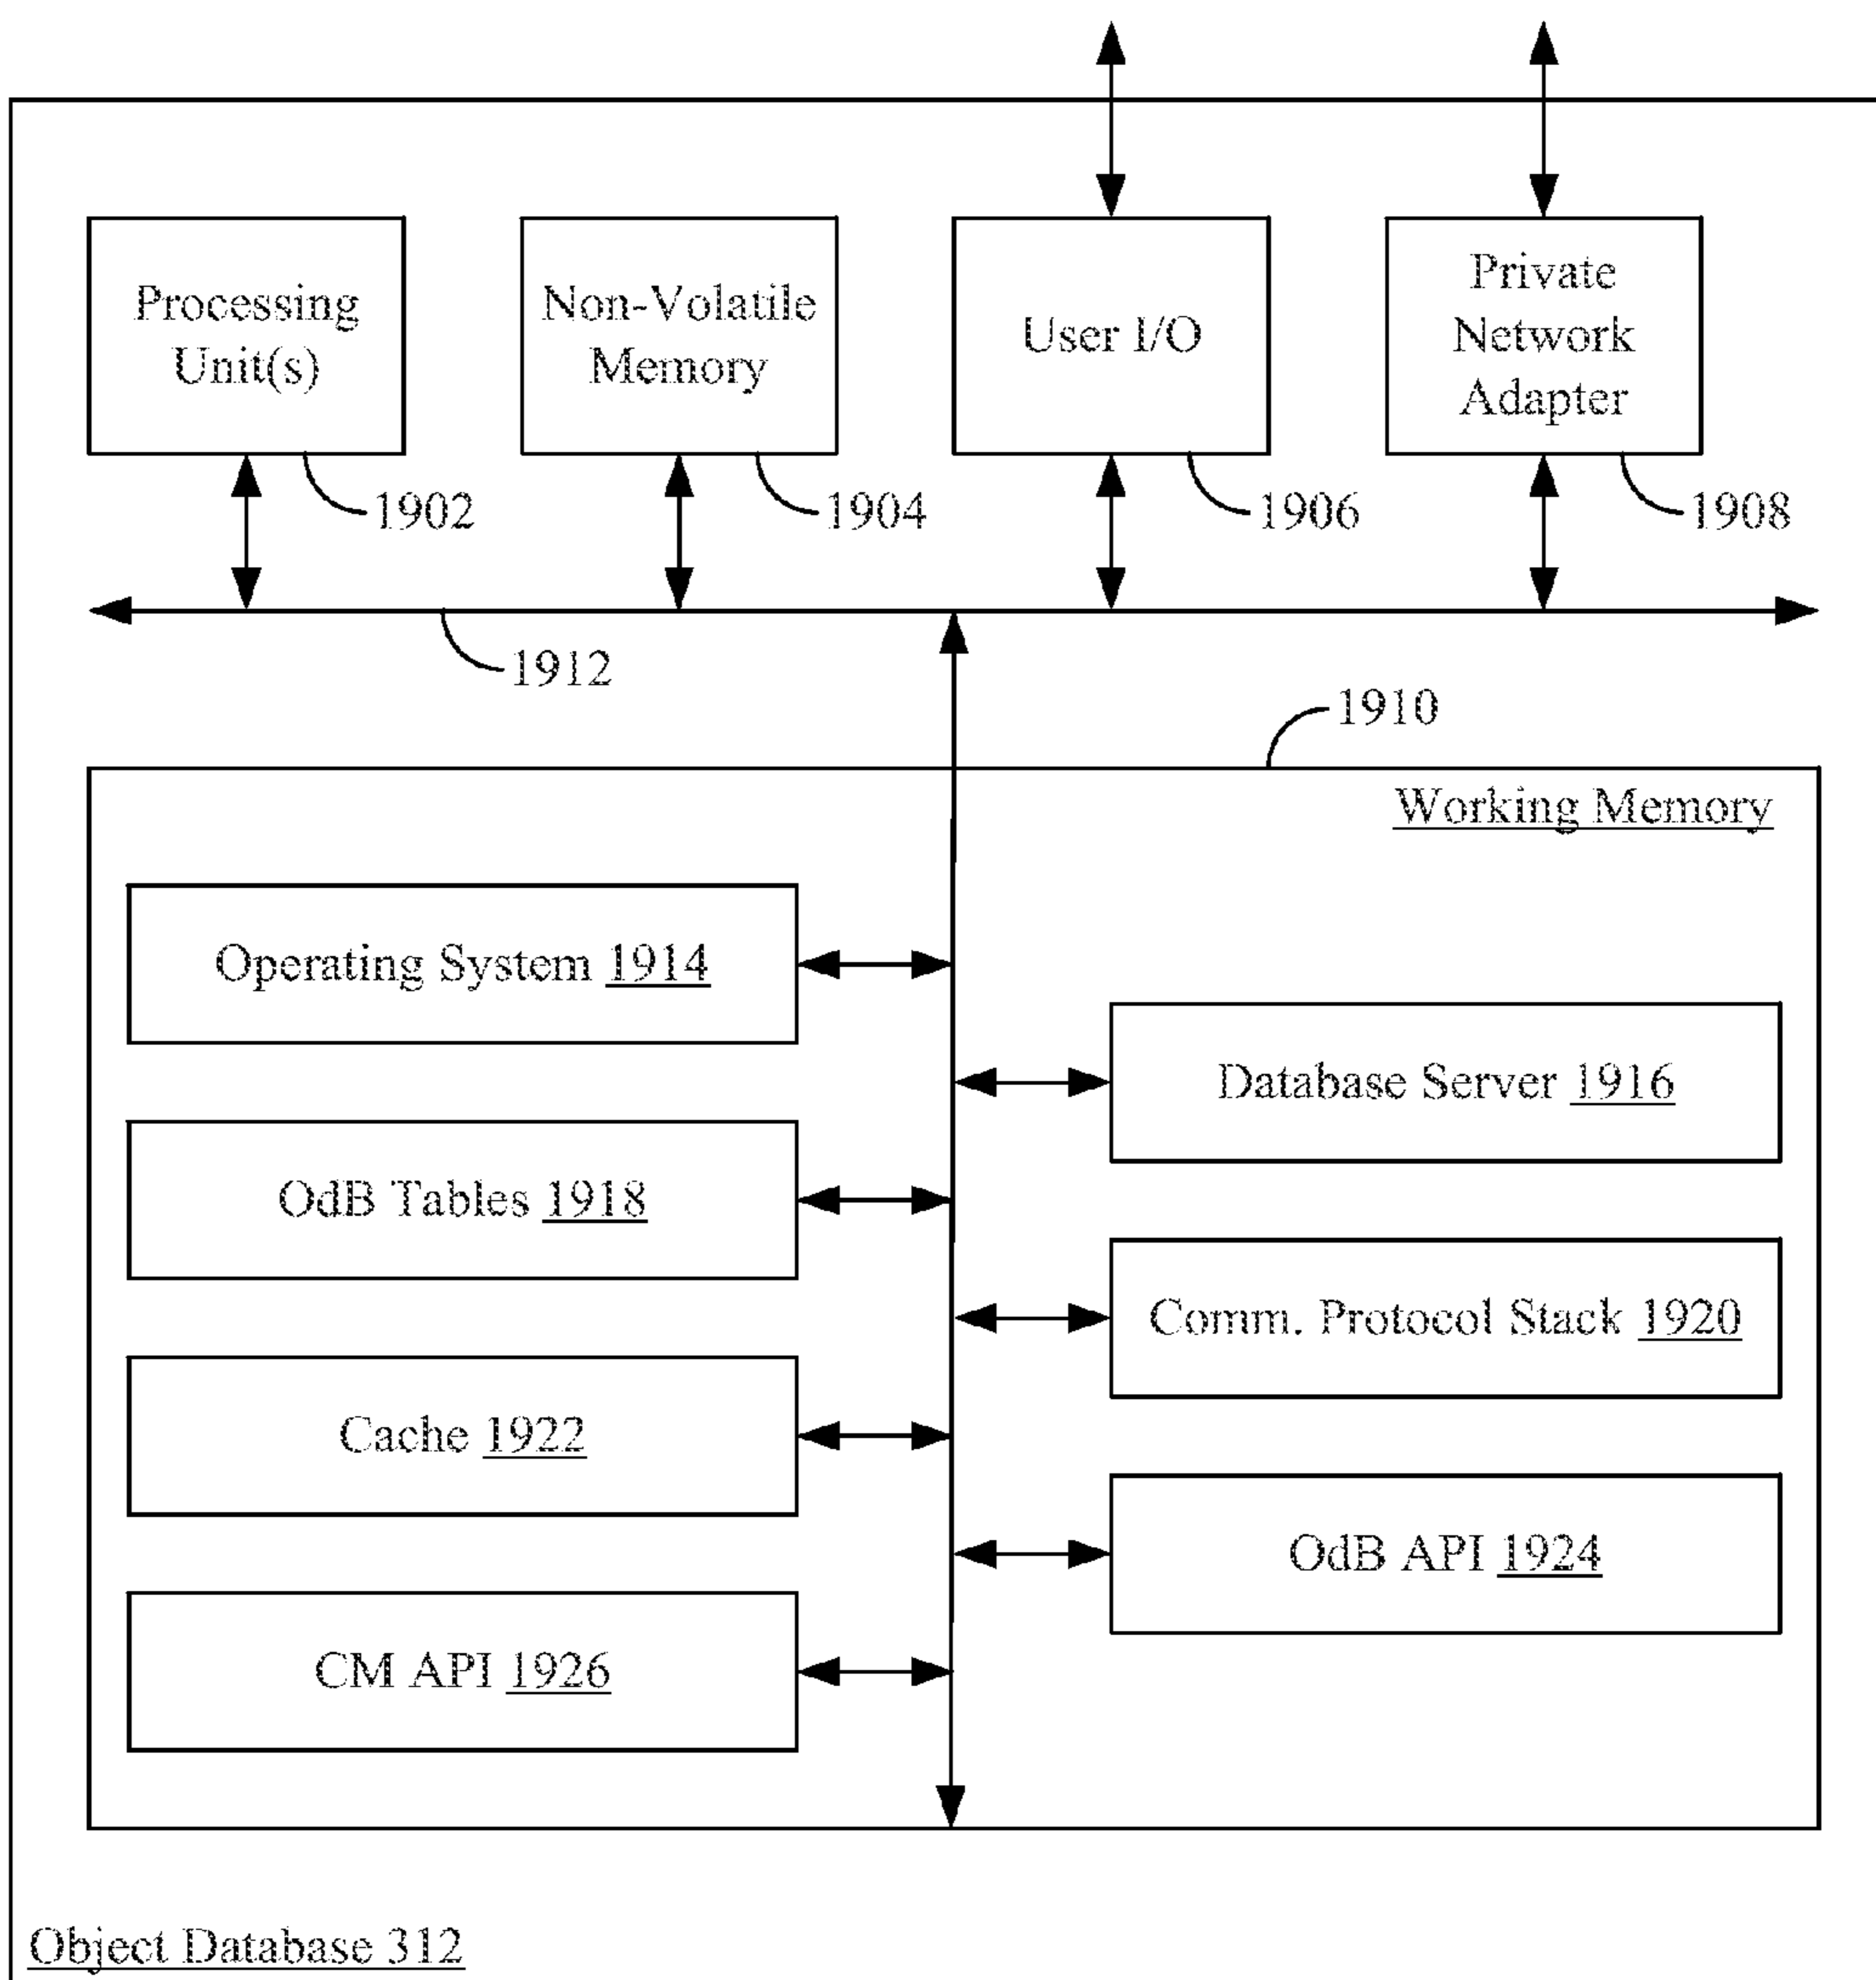 Processing
Unit(s)
Non-Volatile
Memory
User I/O
Private
Network
Adapter
1902
1904
1906
1908
1912
1910
Working Memory
Operating System 1914
Database Server 1916
OdB Tables 1918
Comm. Protocol Stack 1920
Cache 1922
OdB API 1924
CM API 1926
Object Database 312